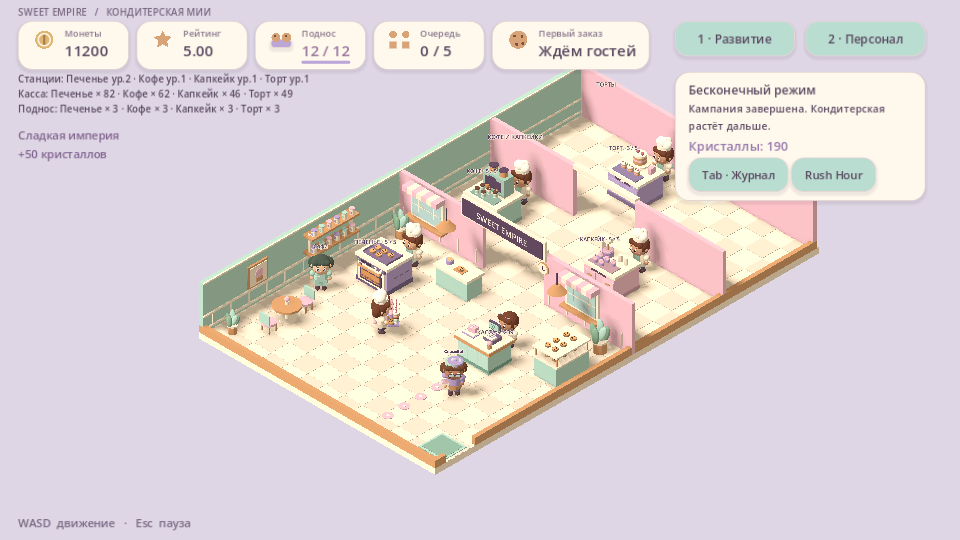 SWEET EMPIRE / КОНДИТЕРСКАЯ МИИ
Монеты
11200
Рейтинг
5.00
Поднос
12 / 12
Очередь
0 / 5
Первый заказ
Ждём гостей
1 · Развитие
2 · Персонал
Станции: Печенье ур.2 · Кофе ур.1 · Капкейк ур.1 · Торт ур.1
Касса: Печенье × 82 · Кофе × 62 · Капкейк × 46 · Торт × 49
Поднос: Печенье × 3 · Кофе × 3 · Капкейк × 3 · Торт × 3
Сладкая империя
+50 кристаллов
Бесконечный режим
Кампания завершена. Кондитерская
растёт дальше.
Кристаллы: 190
Tab · Журнал
Rush Hour
ТОРТЫ
КОФЕ И КАПКЕЙКИ
SWEET EMPIRE
WASD движение · Esc пауза